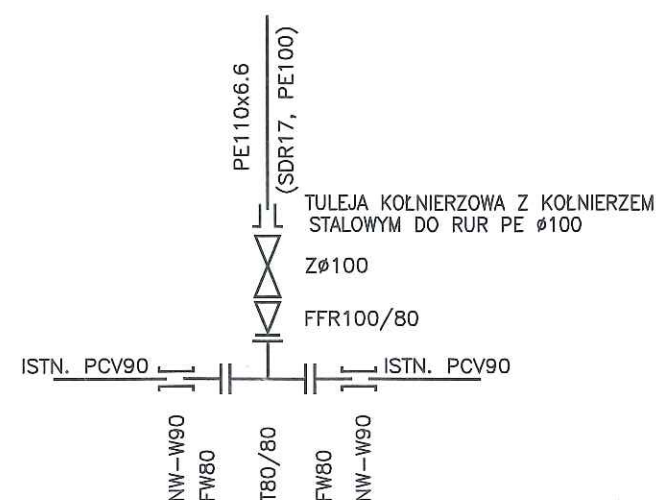 PE110x6.6
(SDR17, PE100)
TULEJA KOŁNIERZOWA Z KOŁNIERZEM
STALOWYM DO RUR PE ø100
Zø100
FFR100/80
ISTN. PCV90
ISTN. PCV90
NW-W90
FW80
T80/80
FW80
NW-W90